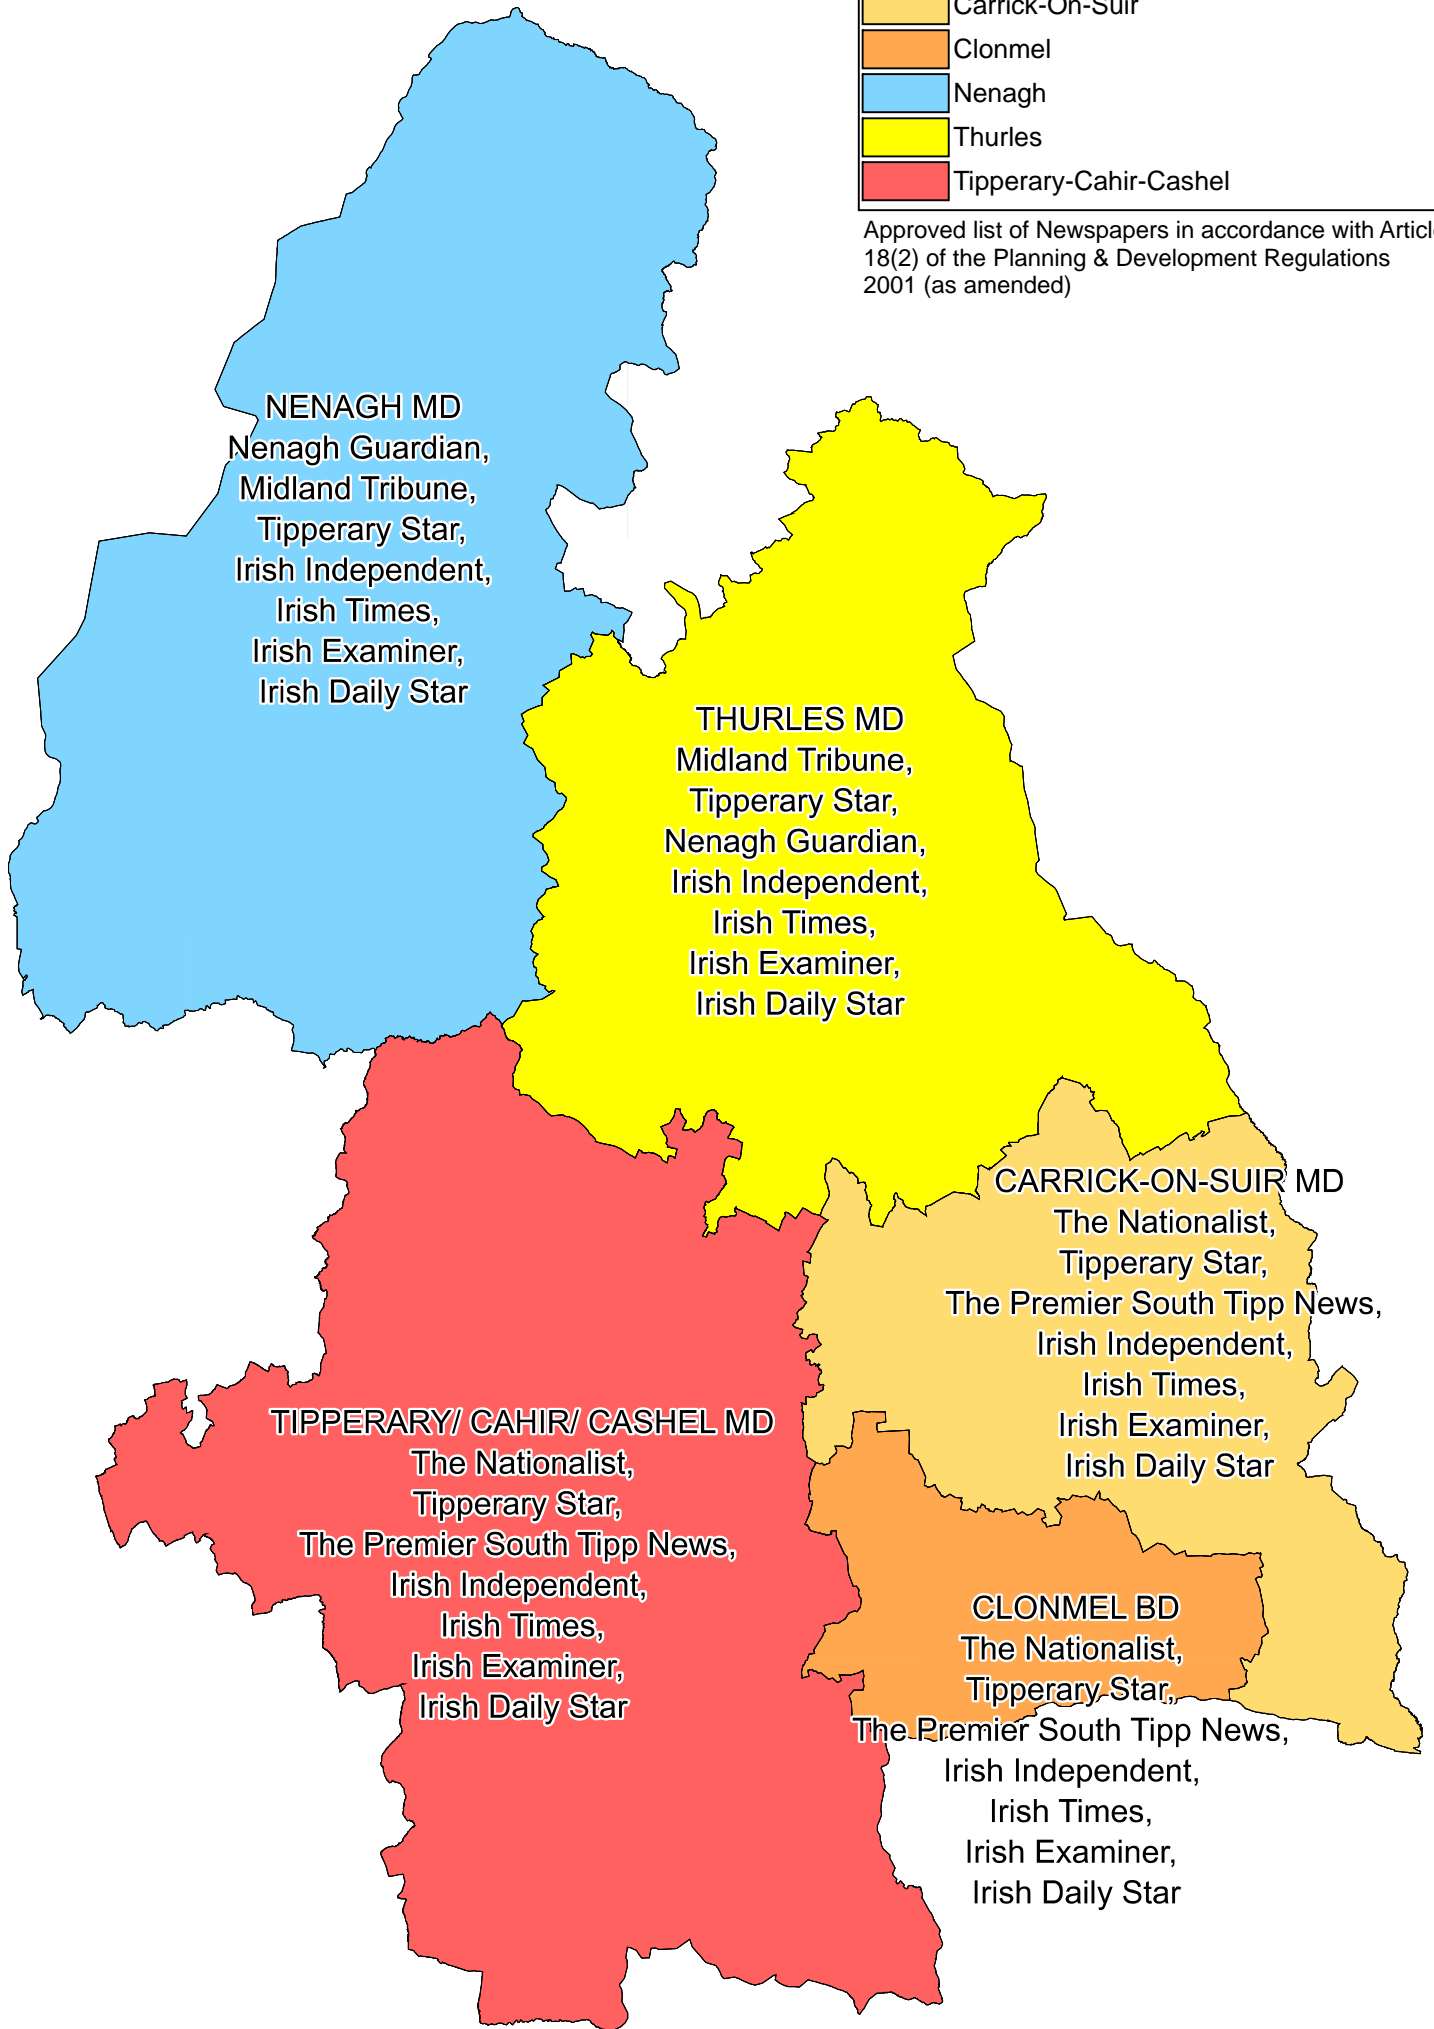 Carrick-On-Suir
Clonmel
Nenagh
Thurles
Tipperary-Cahir-Cashel
Approved list of Newspapers in accordance with Article
18(2) of the Planning & Development Regulations
2001 (as amended)
NENAGH MD
Nenagh Guardian,
Midland Tribune,
Tipperary Star,
Irish Independent,
Irish Times,
Irish Examiner,
Irish Daily Star
THURLES MD
Midland Tribune,
Tipperary Star,
Nenagh Guardian,
Irish Independent,
Irish Times,
Irish Examiner,
Irish Daily Star
CARRICK-ON-SUIR MD
The Nationalist,
Tipperary Star,
The Premier South Tipp News,
Irish Independent,
Irish Times,
Irish Examiner,
Irish Daily Star
TIPPERARY/ CAHIR/ CASHEL MD
The Nationalist,
Tipperary Star,
The Premier South Tipp News,
Irish Independent,
Irish Times,
Irish Examiner,
Irish Daily Star
CLONMEL BD
The Nationalist,
Tipperary Star,
The Premier South Tipp News,
Irish Independent,
Irish Times,
Irish Examiner,
Irish Daily Star